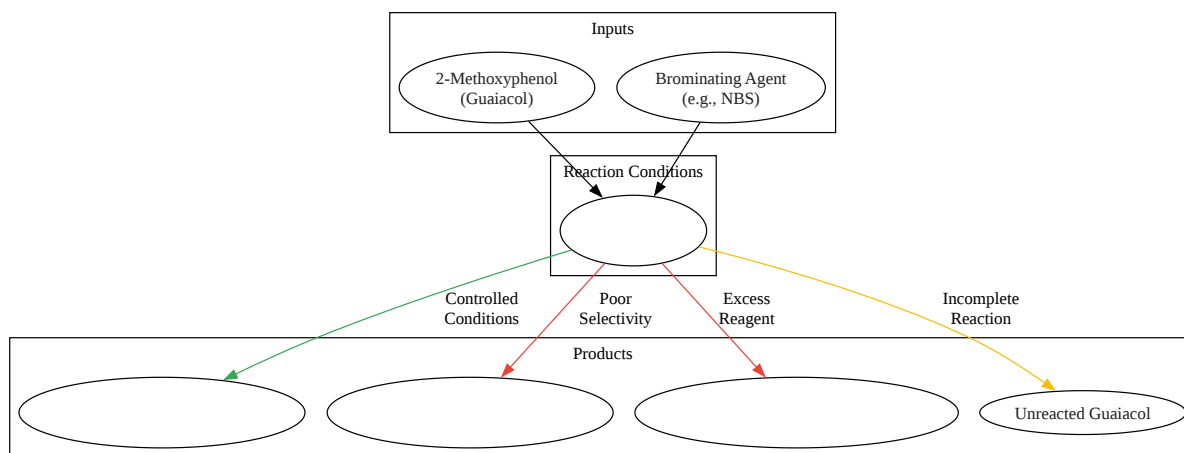 Inputs
2-Methoxyphenol
(Guaiacol)
Brominating Agent
(e.g., NBS)
Reaction Conditions
Controlled
Conditions
Poor
Selectivity
Excess
Reagent
Incomplete
Reaction
Products
Unreacted Guaiacol